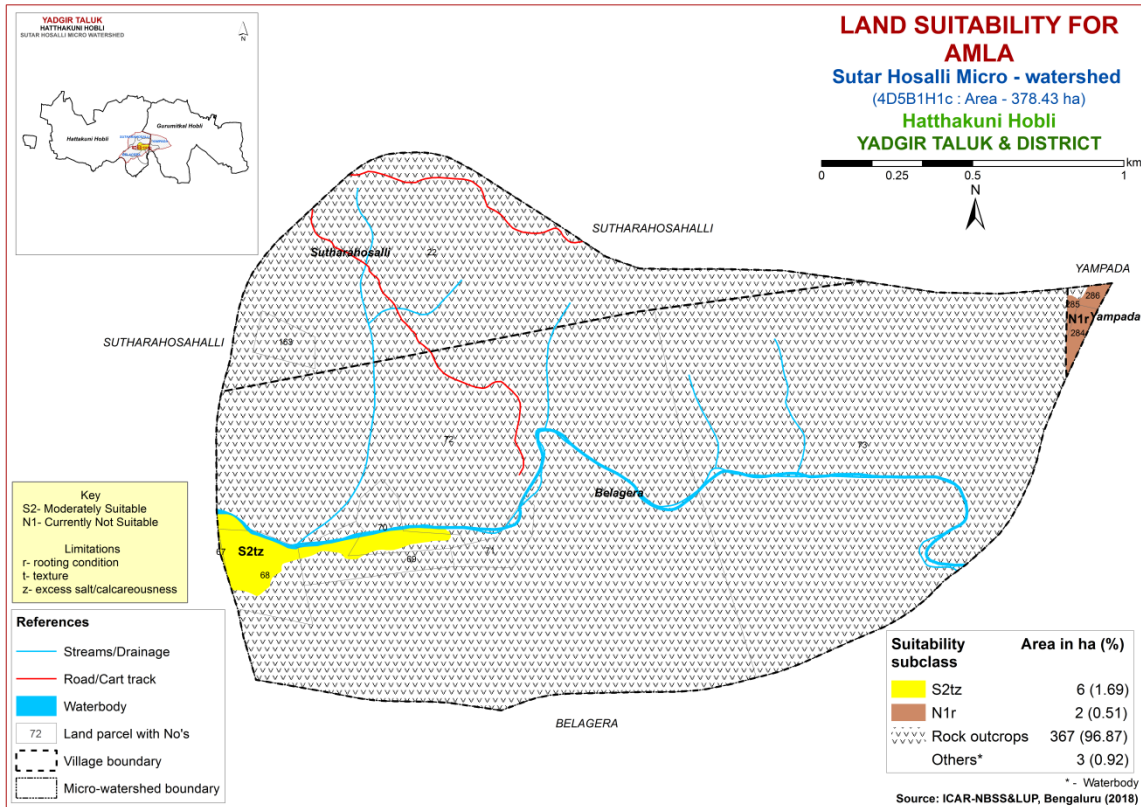 YADGIR TALUK
HATTHAKUNI HOBLI
SUTAR HOSALLI MICRO WATERSHED
N
Hattakuni Hobli
Gurumitkal Hobli
LAND SUITABILITY FOR
AMLA
Sutar Hosalli Micro - watershed
(4D5B1H1c : Area - 378.43 ha)
Hatthakuni Hobli
YADGIR TALUK & DISTRICT
km
0 0.25 0.5 1
N
SUTHARAHOSAHALLI
Sutharahosalli
22
YAMPADA
286
285
N1r
Yampada
284
SUTHARAHOSAHALLI
163
72
73
Belagera
70
67
S2tz
71
69
68
BELAGERA
Key
S2- Moderately Suitable
N1- Currently Not Suitable
Limitations
r- rooting condition
t- texture
z- excess salt/calcareousness
References
Streams/Drainage
Road/Cart track
Waterbody
72 Land parcel with No's
Village boundary
Micro-watershed boundary
Suitability subclass Area in ha (%)
S2tz 6 (1.69)
N1r 2 (0.51)
Rock outcrops 367 (96.87)
Others* 3 (0.92)
* - Waterbody
Source: ICAR-NBSS&LUP, Bengaluru (2018)